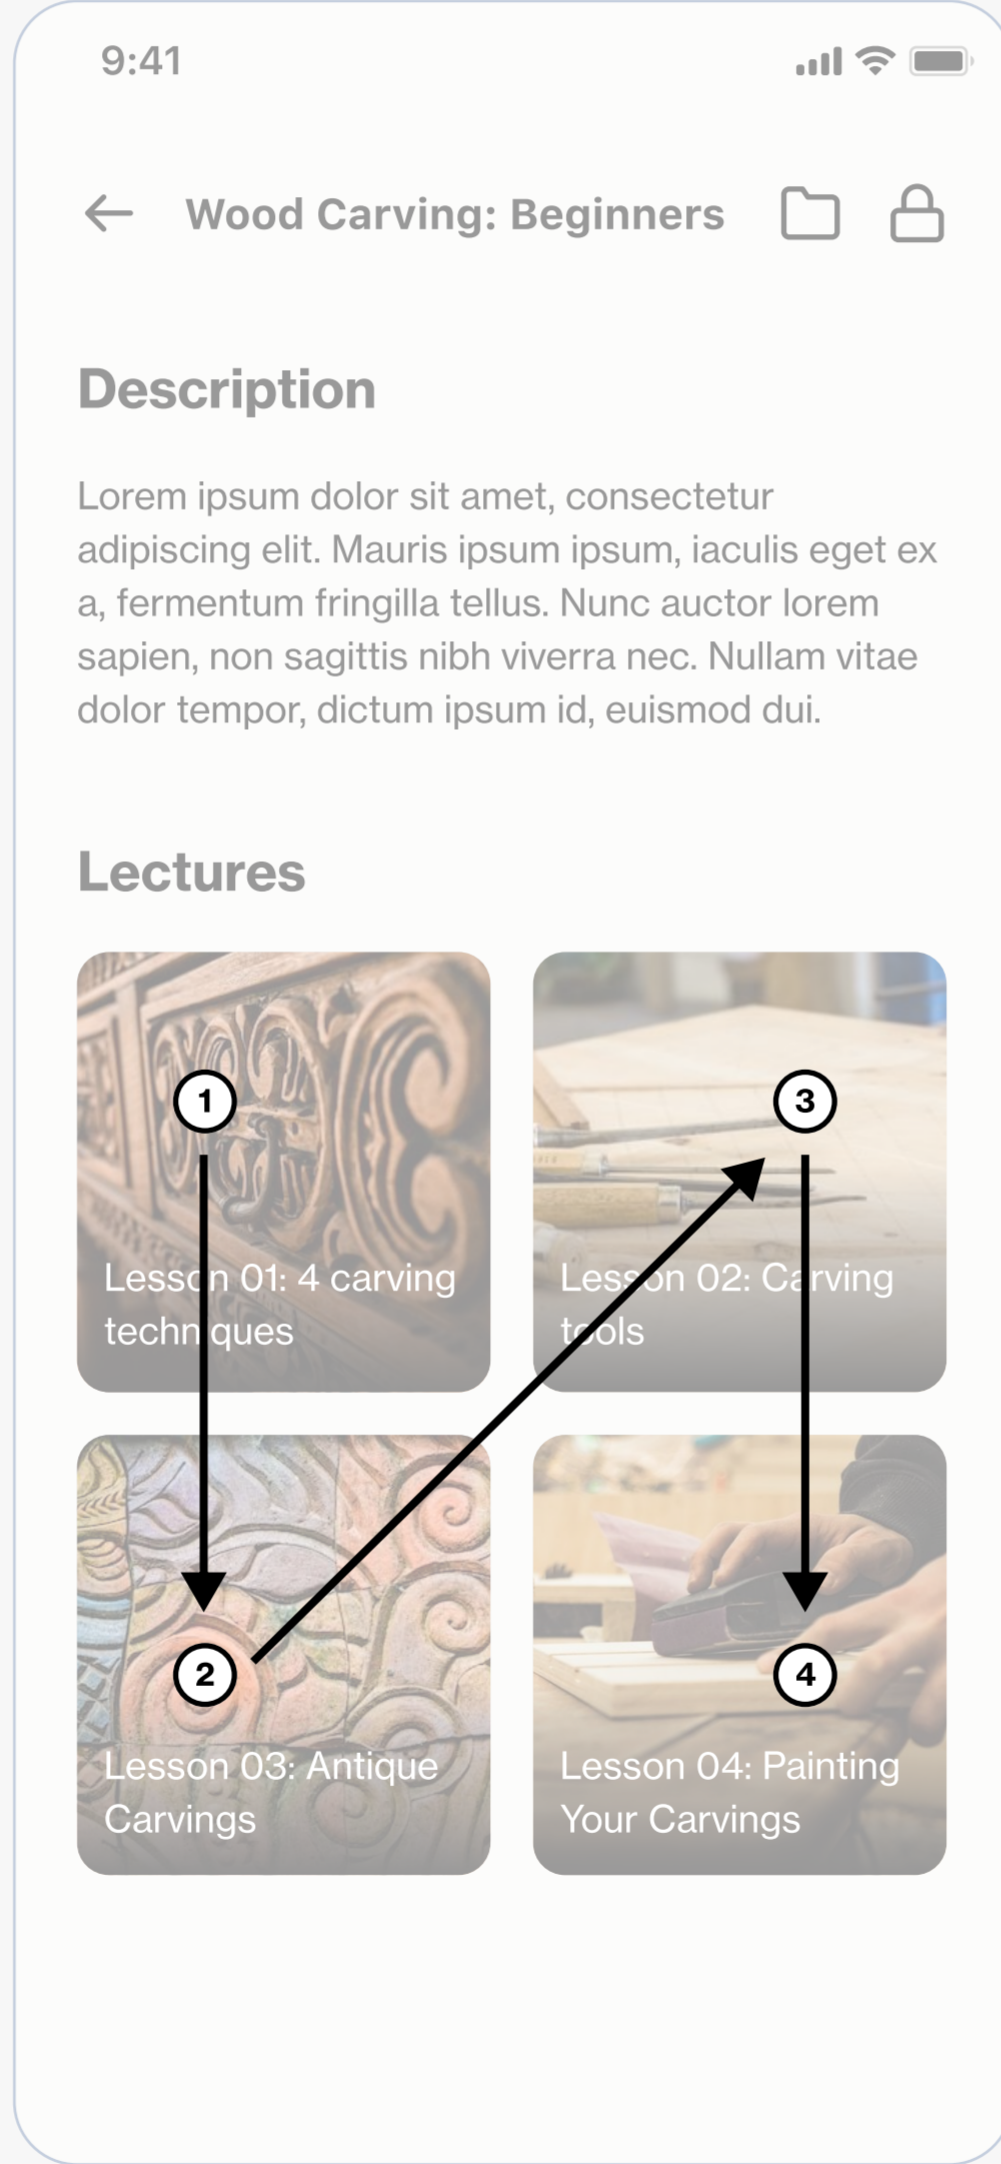 9:41
Wood Carving: Beginners
Description
Lorem ipsum dolor sit amet, consectetur
adipiscing elit. Mauris ipsum ipsum, iaculis eget ex
a, fermentum fringilla tellus. Nunc auctor lorem
sapien, non sagittis nibh viverra nec. Nullam vitae
dolor tempor, dictum ipsum id, euismod dui.
Lectures
1
Lesson 01: 4 carving
techniques
3
Lesson 02: Carving
tools
2
Lesson 03: Antique
Carvings
4
Lesson 04: Painting
Your Carvings